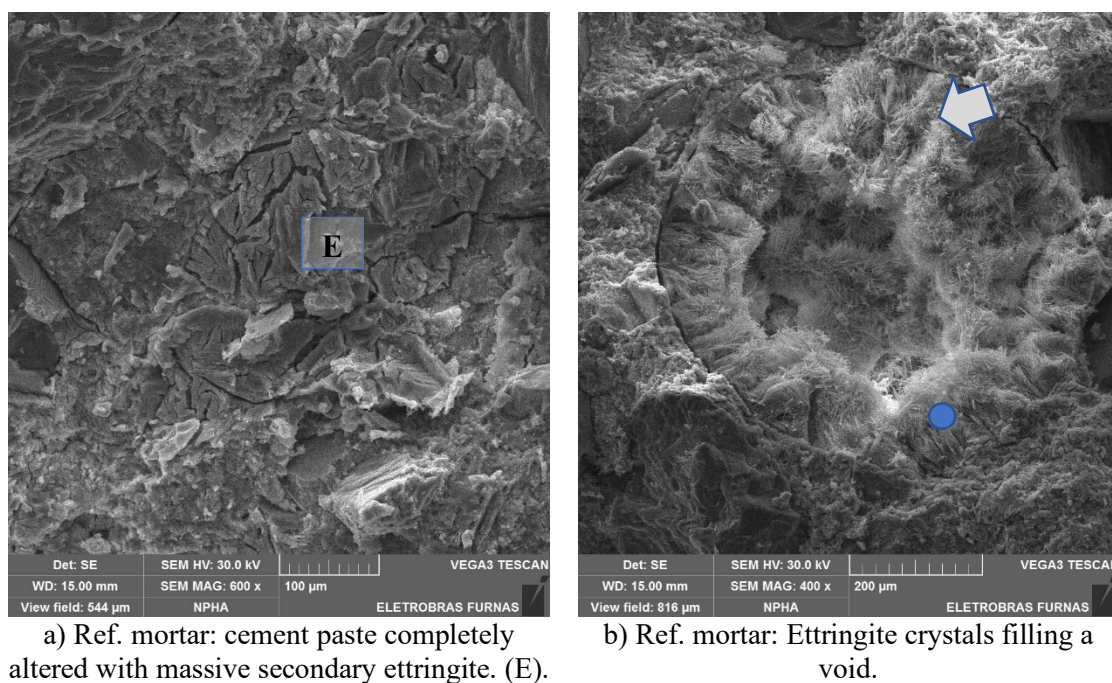 E
Det: SE
SEM HV: 30.0 kV
VEGA3 TESCAN
WD: 15.00 mm
SEM MAG: 600 x
100 µm
View field: 544 µm
NPHA
ELETROBRAS FURNAS
Det: SE
SEM HV: 30.0 kV
VEGA3 TESCAN
WD: 15.00 mm
SEM MAG: 400 x
200 µm
View field: 816 µm
NPHA
ELETROBRAS FURNAS
a) Ref. mortar: cement paste completely
altered with massive secondary ettringite. (E).
b) Ref. mortar: Ettringite crystals filling a
void.